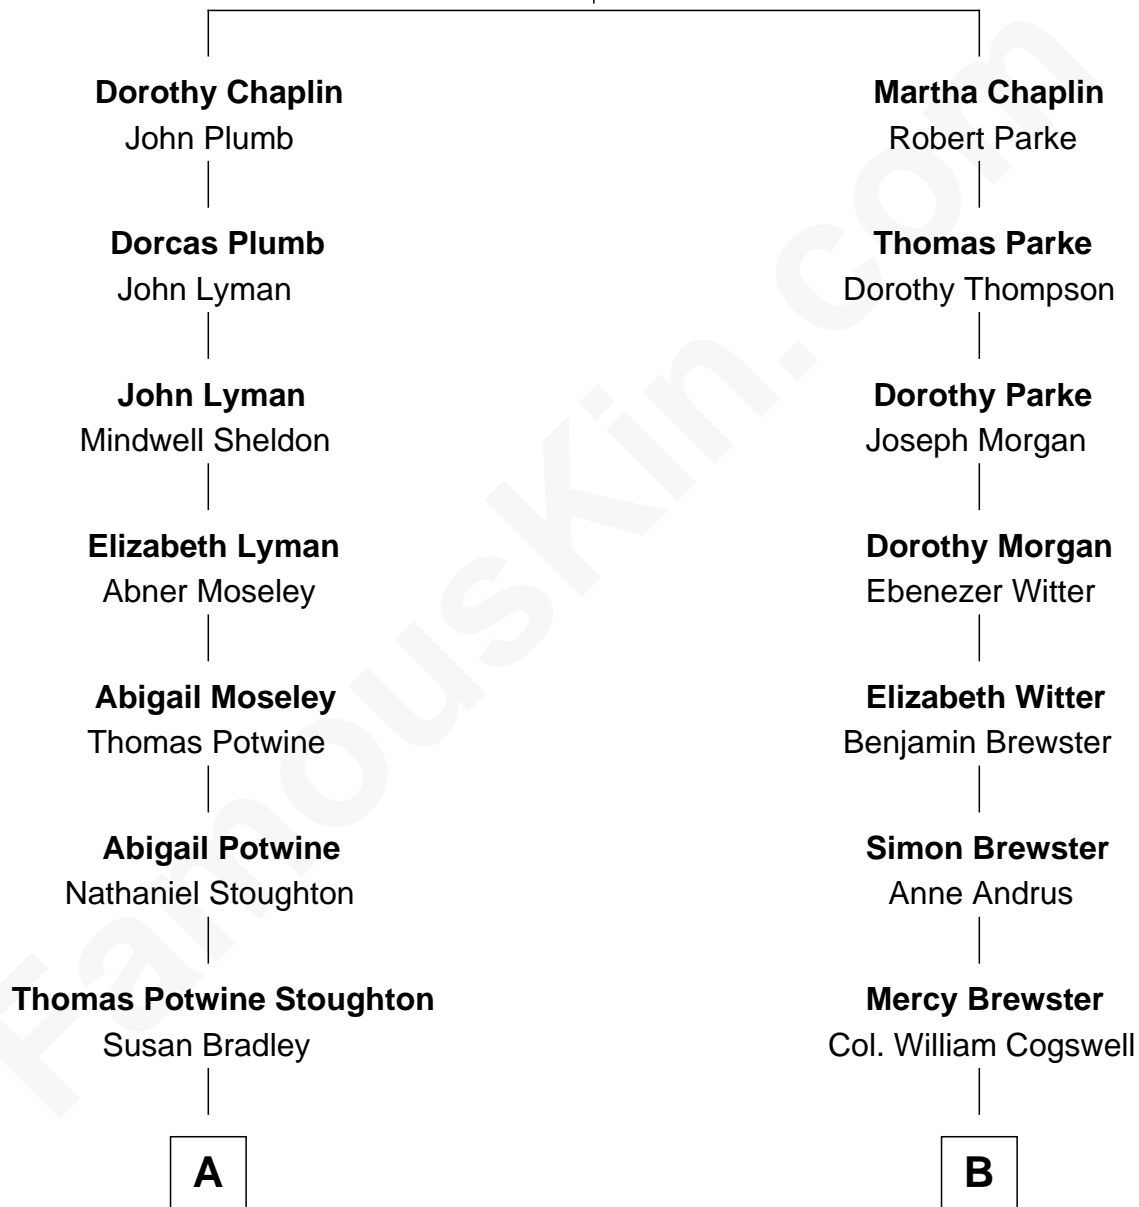 Dorothy Chaplin
John Plumb
Dorcas Plumb
John Lyman
John Lyman
Mindwell Sheldon
Elizabeth Lyman
Abner Moseley
Abigail Moseley
Thomas Potwine
Abigail Potwine
Nathaniel Stoughton
Thomas Potwine Stoughton
Susan Bradley
A
Martha Chaplin
Robert Parke
Thomas Parke
Dorothy Thompson
Dorothy Parke
Joseph Morgan
Dorothy Morgan
Ebenezer Witter
Elizabeth Witter
Benjamin Brewster
Simon Brewster
Anne Andrus
Mercy Brewster
Col. William Cogswell
B
FamousKin.com